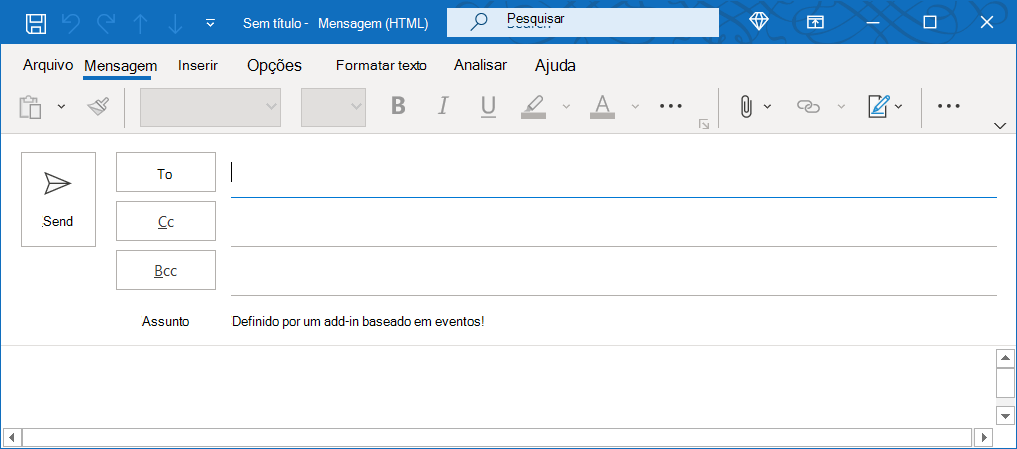 Sem título - Mensagem (HTML) Pesquisar
Arquivo Mensagem Inserir Opções Formatar texto Analisar Ajuda
B I U A
To
Send
Cc
Bcc
Assunto Definido por um add-in baseado em eventos!